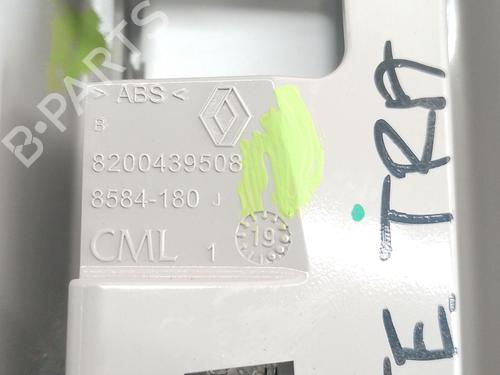 > ABS <
B
8200439508
8584-180 J
CML 1 19
E. TRA
B-PARTS